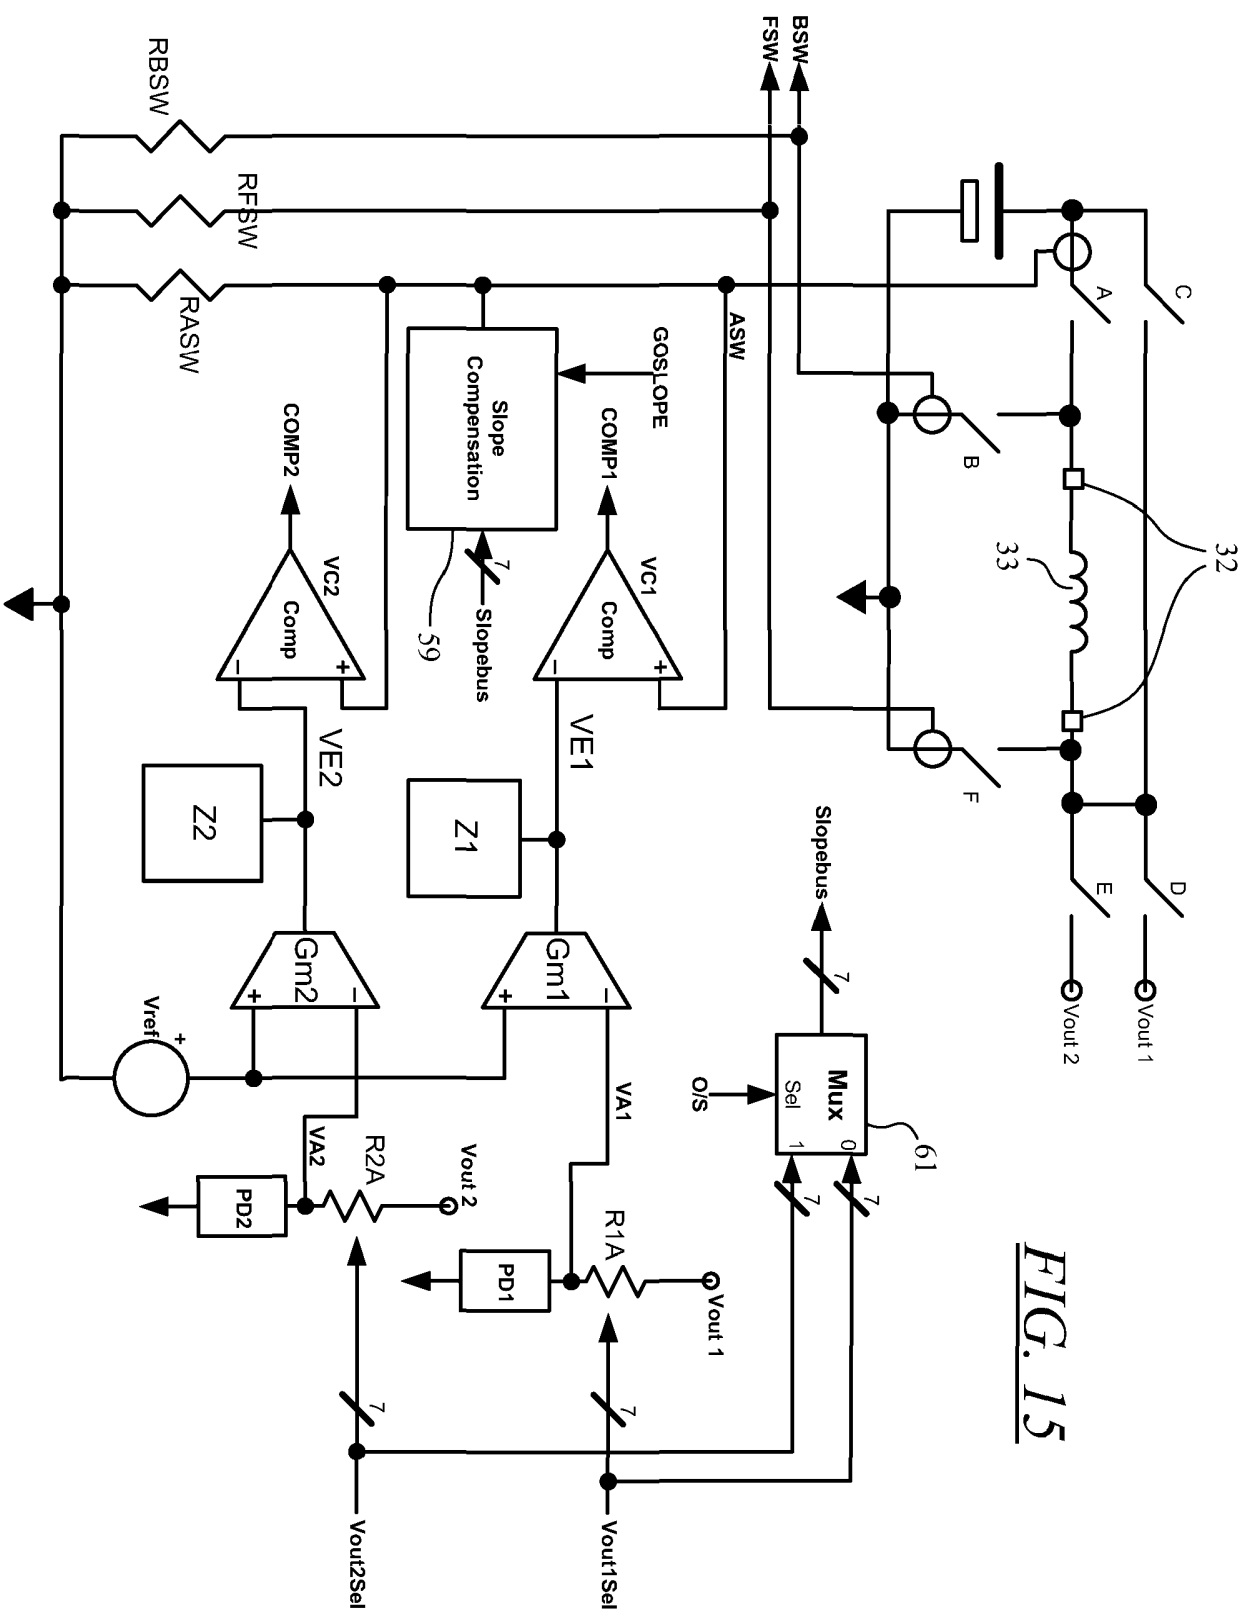 C
D
Vout 1
A
E
Vout 2
32
33
B
F
BSW
FSW
ASW
GOSLOPE
Slope
Compensation
59
7
Slopebus
COMP1
VC1
Comp
+
–
VE1
Z1
Gm1
–
+
VA1
COMP2
VC2
Comp
+
–
VE2
Z2
Gm2
–
+
VA2
Vref
+
RBSW
RFSW
RASW
Slopebus
7
Mux
Sel
0
1
61
O/S
7
7
Vout 1
R1A
PD1
7
Vout1Sel
Vout 2
R2A
PD2
7
Vout2Sel
FIG. 15